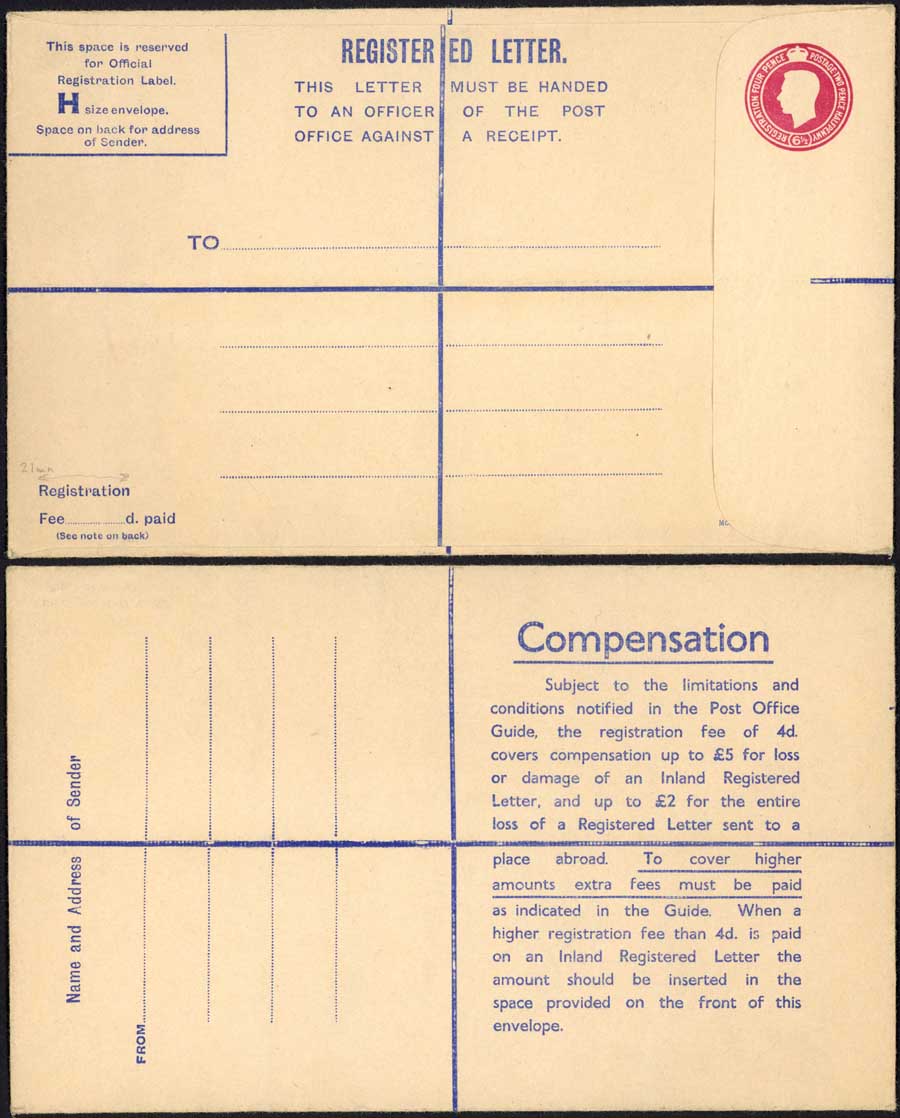 This space is reserved
for Official
Registration Label.
H size envelope.
Space on back for address
of Sender.
REGISTERED LETTER.
THIS LETTER MUST BE HANDED
TO AN OFFICER OF THE POST
OFFICE AGAINST A RECEIPT.
REGISTRATION FOUR PENCE POSTAGE TWO PENCE HALFPENNY
6½
TO
21mm
Registration
Fee d. paid
(See note on back)
Mc
Name and Address of Sender
FROM
Compensation
Subject to the limitations and
conditions notified in the Post Office
Guide, the registration fee of 4d.
covers compensation up to £5 for loss
or damage of an Inland Registered
Letter, and up to £2 for the entire
loss of a Registered Letter sent to a
place abroad. To cover higher
amounts extra fees must be paid
as indicated in the Guide. When a
higher registration fee than 4d. is paid
on an Inland Registered Letter the
amount should be inserted in the
space provided on the front of this
envelope.